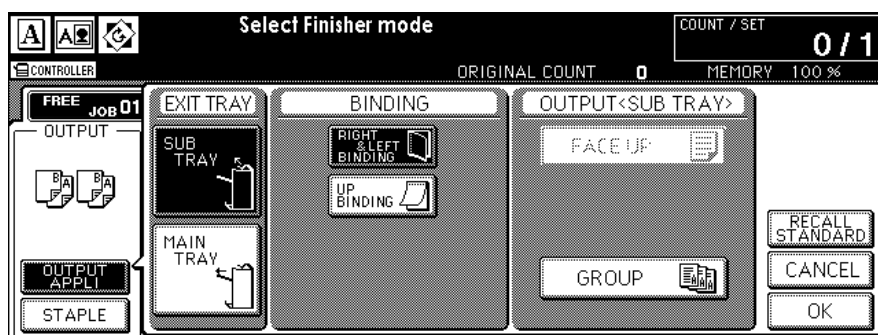 A A Select Finisher mode COUNT / SET
0 / 1
CONTROLLER ORIGINAL COUNT 0 MEMORY 100 %
FREE JOB 01
OUTPUT
B A B A
OUTPUT
APPLI
STAPLE
EXIT TRAY
SUB
TRAY
MAIN
TRAY
BINDING
RIGHT
&LEFT
BINDING
UP
BINDING
OUTPUT<SUB TRAY>
FACE UP
GROUP
A A A
RECALL
STANDARD
CANCEL
OK